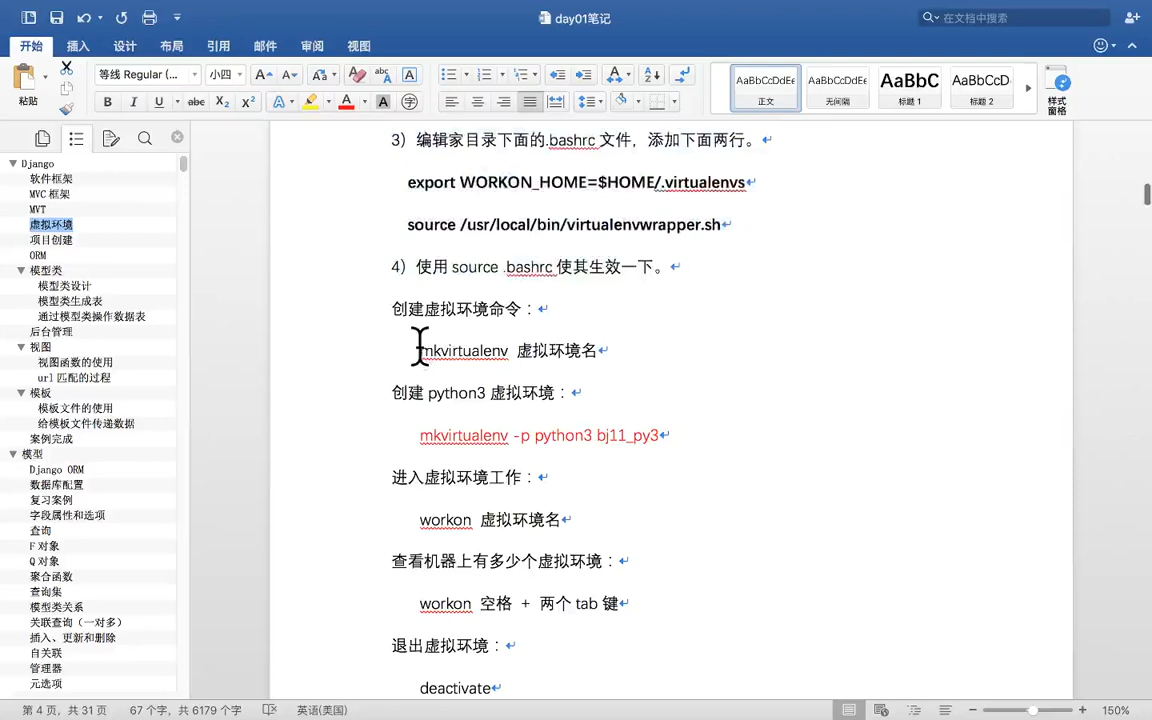 day01笔记
在文档中搜索
开始 插入 设计 布局 引用 邮件 审阅 视图
粘贴
等线 Regular (... 小四
AaBbCcDdEe AaBbCcDdEe AaBbC AaBbCcD
正文 无间隔 标题 1 标题 2
样式
窗格
Django
软件框架
MVC 框架
MVT
虚拟环境
项目创建
ORM
模型类
模型类设计
模型类生成表
通过模型类操作数据表
后台管理
视图
视图函数的使用
url 匹配的过程
模板
模板文件的使用
给模板文件传递数据
案例完成
模型
Django ORM
数据库配置
复习案例
字段属性和选项
查询
F 对象
Q 对象
聚合函数
查询集
模型类关系
关联查询（一对多）
插入、更新和删除
自关联
管理器
元选项
3）编辑家目录下面的.bashrc 文件，添加下面两行。
export WORKON_HOME=$HOME/.virtualenvs
source /usr/local/bin/virtualenvwrapper.sh
4）使用 source .bashrc 使其生效一下。
创建虚拟环境命令：
mkvirtualenv 虚拟环境名
创建 python3 虚拟环境：
mkvirtualenv -p python3 bj11_py3
进入虚拟环境工作：
workon 虚拟环境名
查看机器上有多少个虚拟环境：
workon 空格 + 两个 tab 键
退出虚拟环境：
deactivate
第 4 页，共 31 页 67 个字，共 6179 个字 英语(美国) 150%